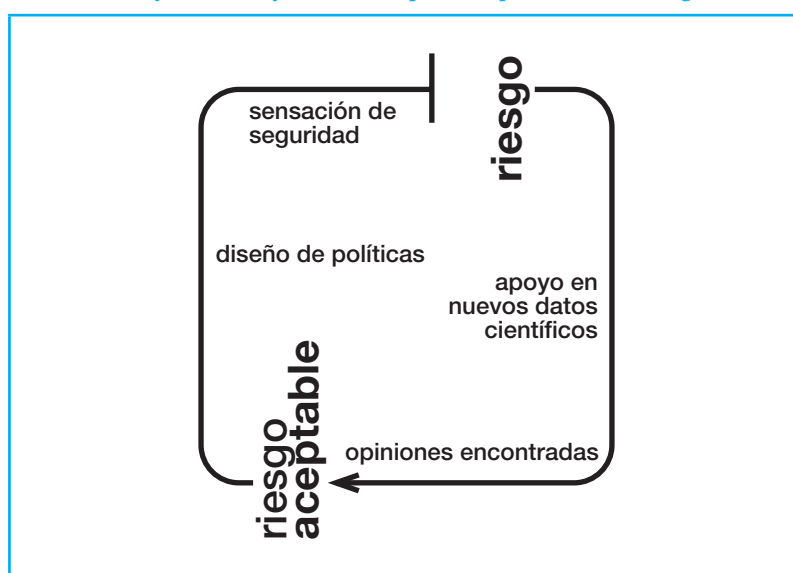 sensación de
seguridad
riesgo
diseño de políticas
apoyo en
nuevos datos
científicos
riesgo
aceptable
opiniones encontradas